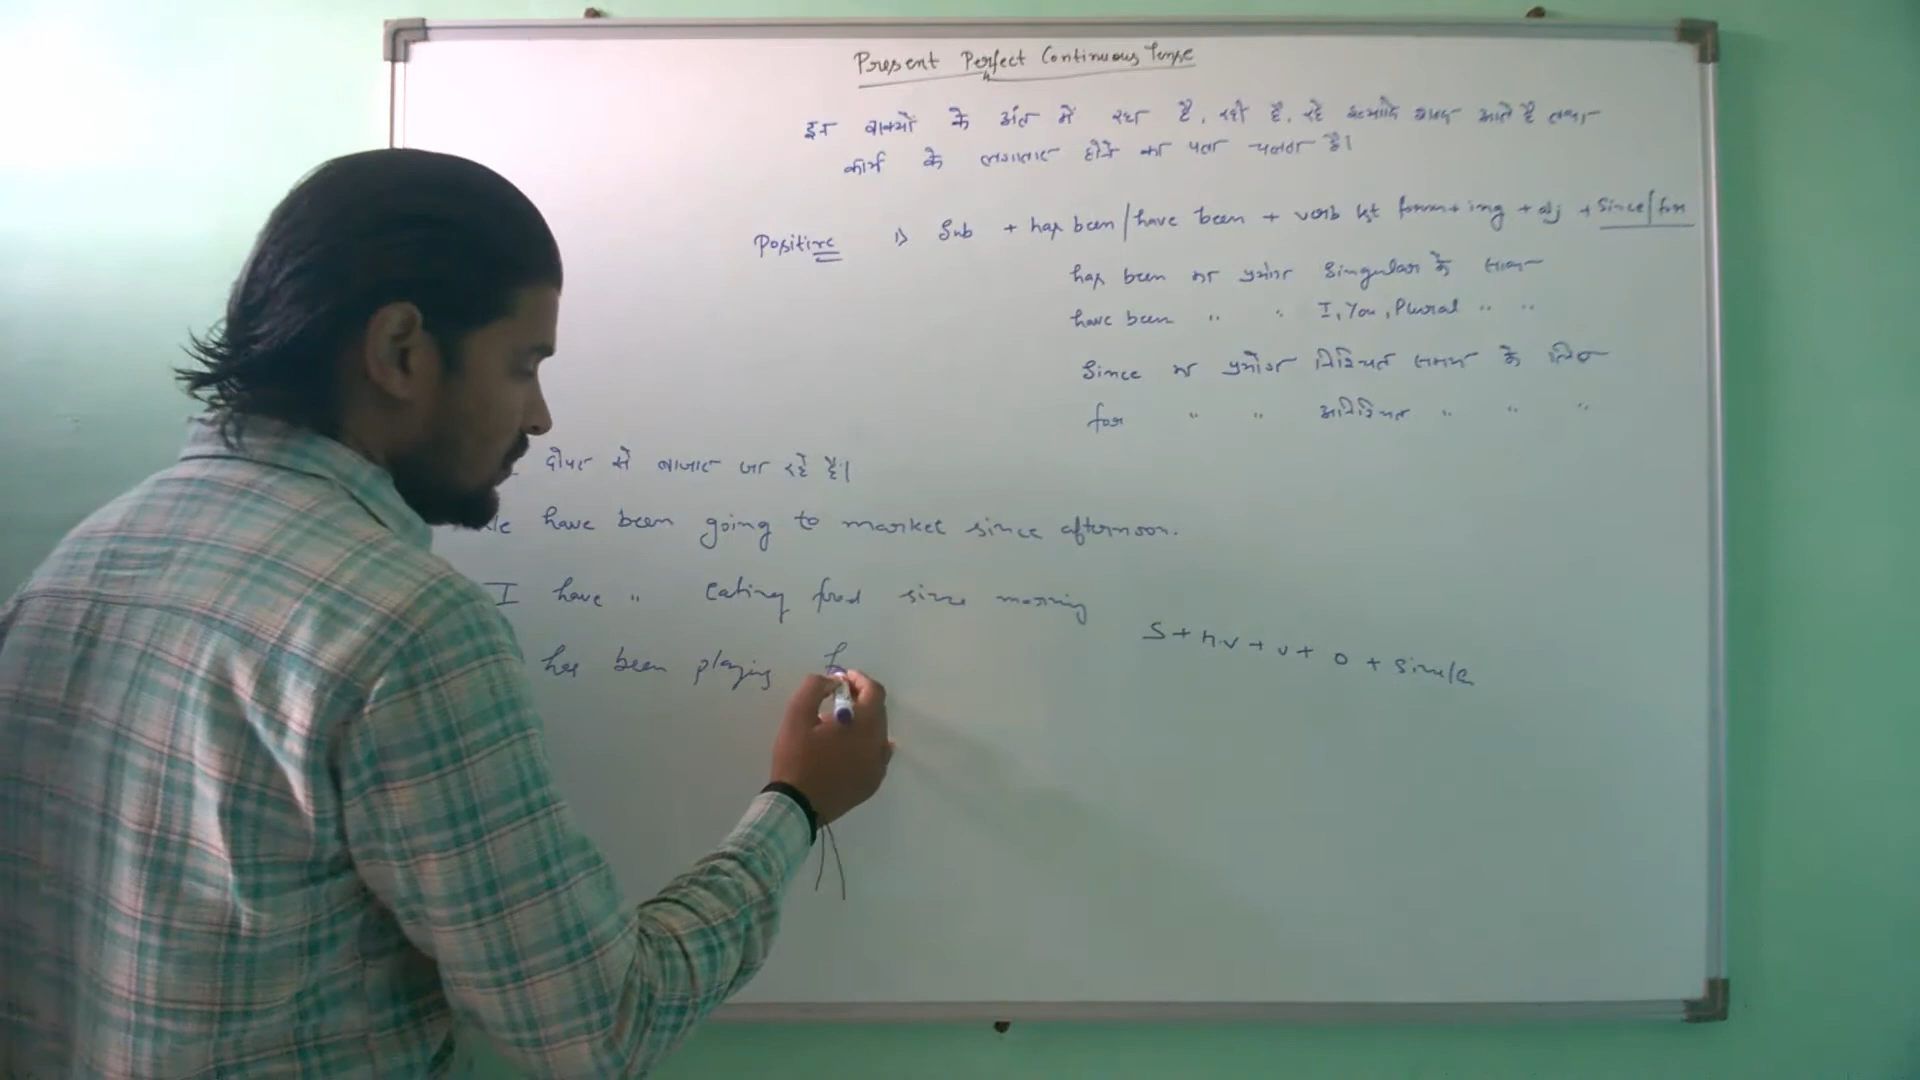 Present Perfect Continuous Tense
इन वाक्यों के अंत में रहा है, रही है, रहे इत्यादि शब्द आते है तथा
कार्य के लगातार होने का पता चलता है।
Positive 1) Sub + has been / have been + verb Ist form + ing + obj + Since/for
has been का प्रयोग Singular के साथ
have been " " I, You, Plural " "
Since का प्रयोग निश्चित समय के लिए
for " " अनिश्चित " " "
से बाजार जा रहे है।
have been going to market since afternoon.
I have " eating food since morning
S + h.v + v + o + Since/
has been playing